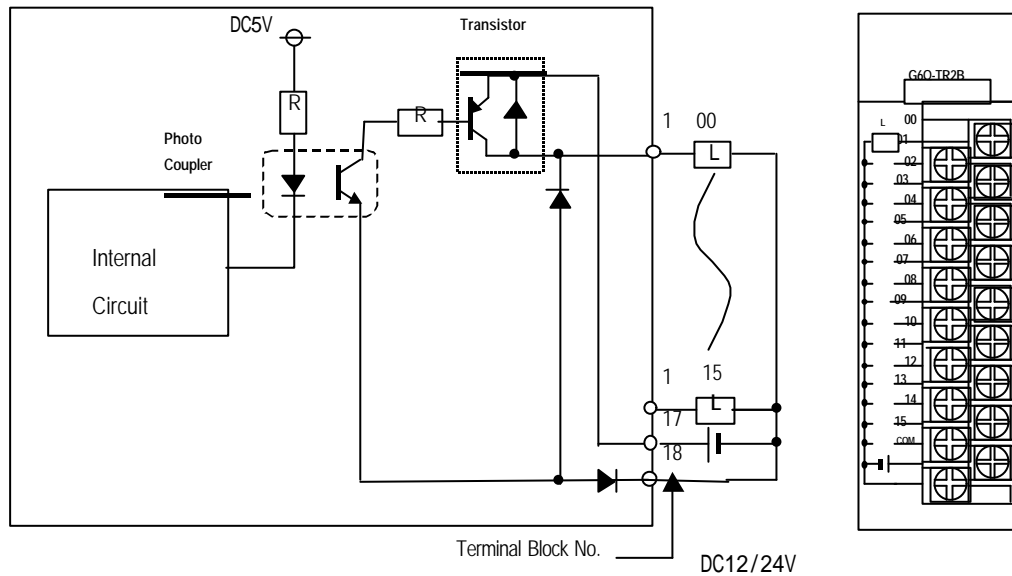 DC5V
Transistor
R
R
Photo
Coupler
1 00
L
Internal
Circuit
1 15
L
17
18
Terminal Block No.
DC12/24V
G6Q-TR2B
L
00
01
02
03
04
05
06
07
08
09
10
11
12
13
14
15
COM